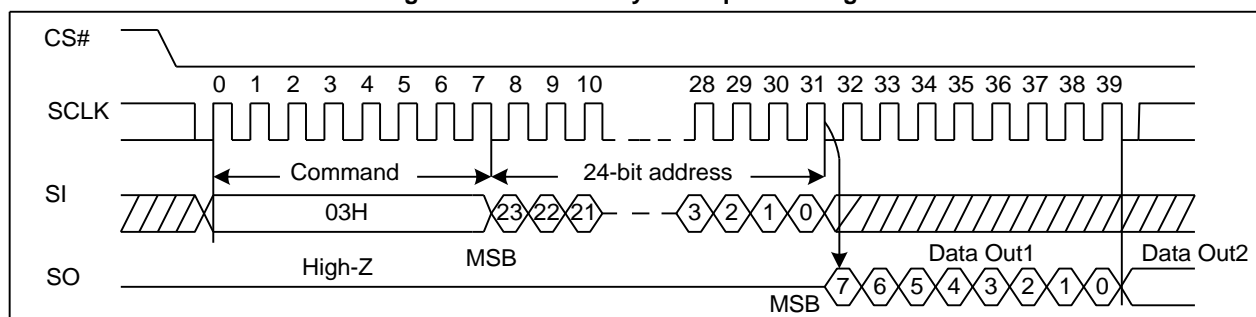 CS#
0 1 2 3 4 5 6 7 8 9 10 28 29 30 31 32 33 34 35 36 37 38 39
SCLK
Command 24-bit address
SI
03H 23 22 21 3 2 1 0
High-Z MSB Data Out1 Data Out2
SO
MSB 7 6 5 4 3 2 1 0